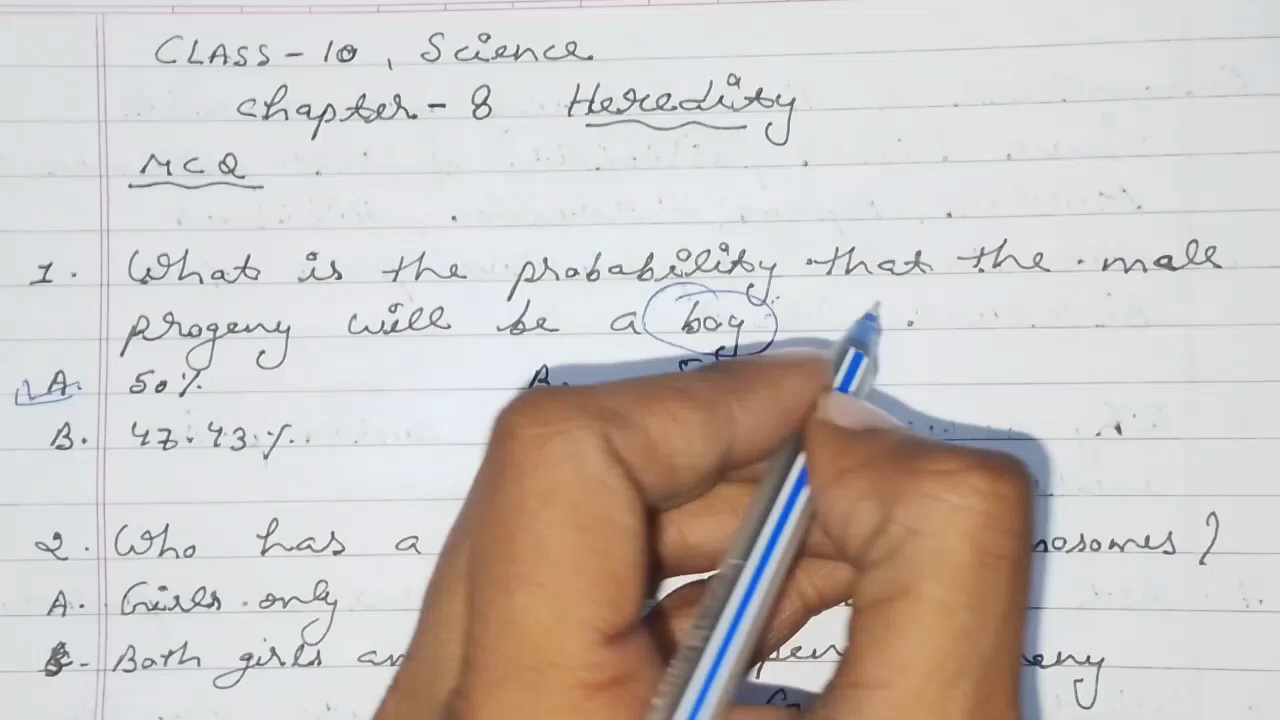 CLASS-10, Science
Chapter-8 Heredity
MCQ
1. What is the probability that the male
progeny will be a boy
A. 50% B.
B. 47.43%
2. Who has a
A. Girls only
Both girls